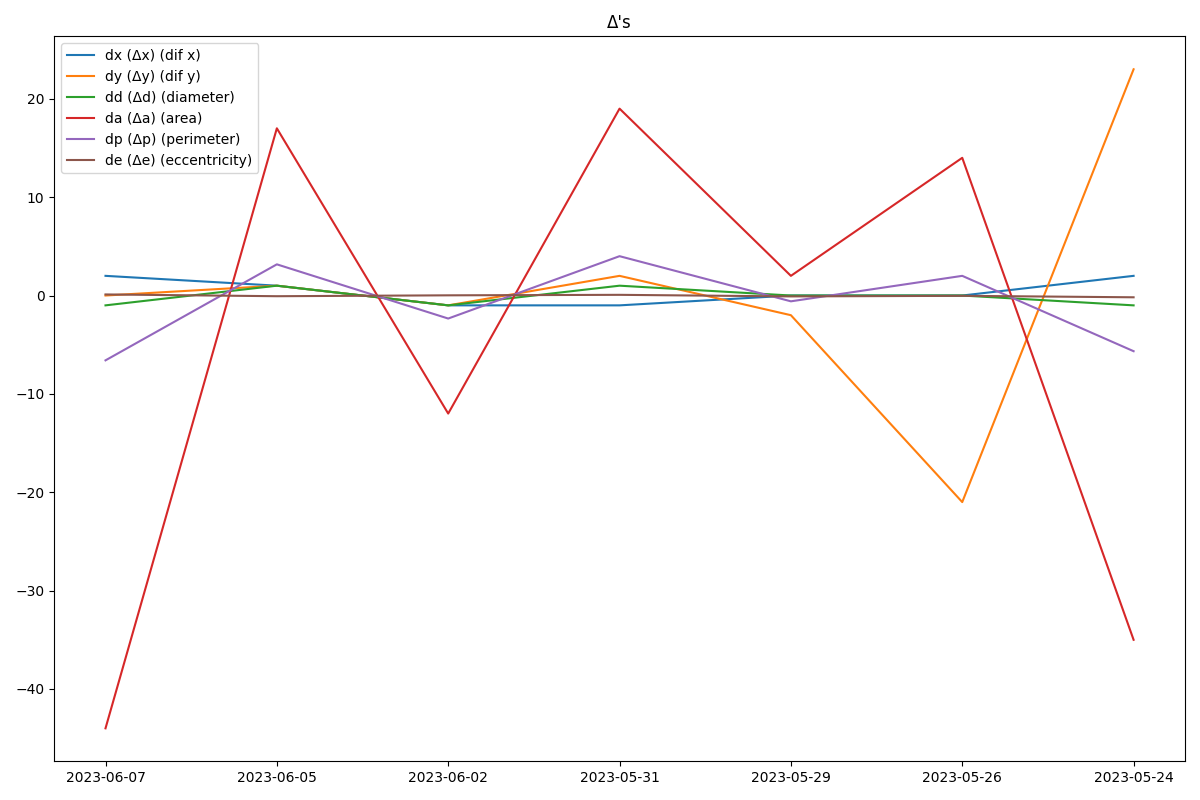 Δ's
dx (Δx) (dif x)
dy (Δy) (dif y)
dd (Δd) (diameter)
da (Δa) (area)
dp (Δp) (perimeter)
de (Δe) (eccentricity)
20
10
0
−10
−20
−30
−40
2023-06-07 2023-06-05 2023-06-02 2023-05-31 2023-05-29 2023-05-26 2023-05-24